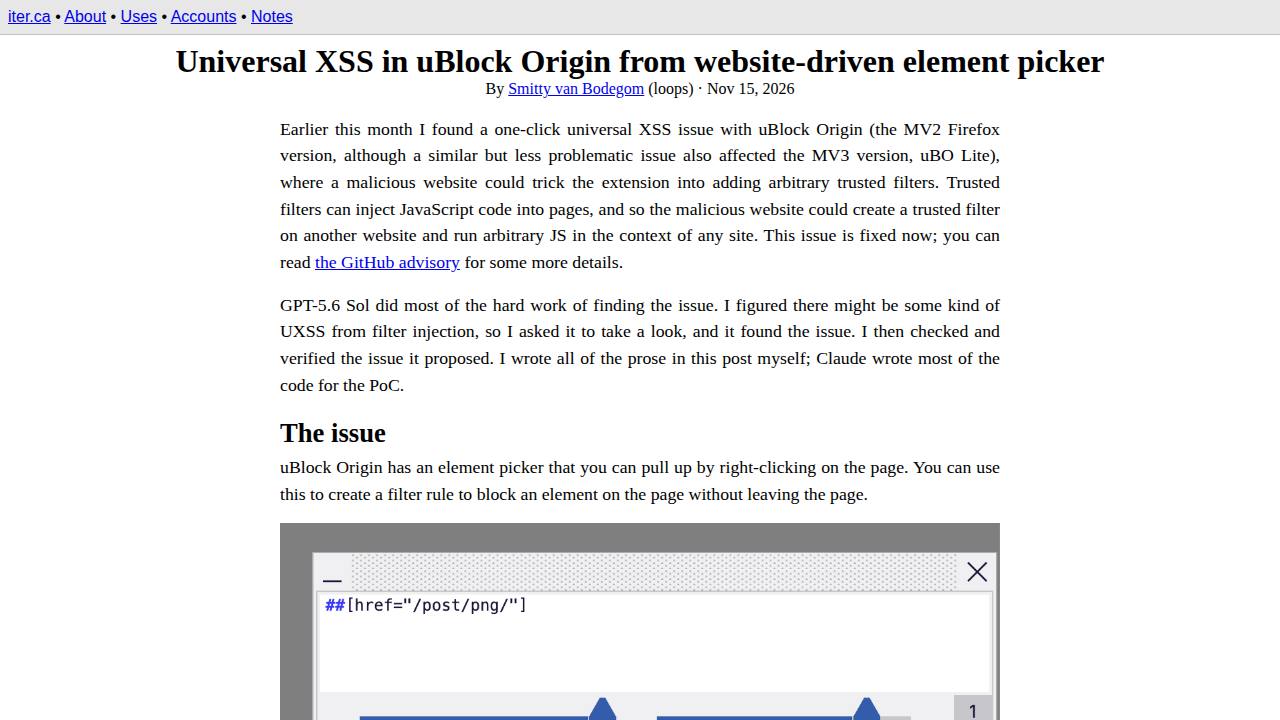 iter.ca • About • Uses • Accounts • Notes
Universal XSS in uBlock Origin from website-driven element picker
By Smitty van Bodegom (loops) · Nov 15, 2026
Earlier this month I found a one-click universal XSS issue with uBlock Origin (the MV2 Firefox
version, although a similar but less problematic issue also affected the MV3 version, uBO Lite),
where a malicious website could trick the extension into adding arbitrary trusted filters. Trusted
filters can inject JavaScript code into pages, and so the malicious website could create a trusted filter
on another website and run arbitrary JS in the context of any site. This issue is fixed now; you can
read the GitHub advisory for some more details.
GPT-5.6 Sol did most of the hard work of finding the issue. I figured there might be some kind of
UXSS from filter injection, so I asked it to take a look, and it found the issue. I then checked and
verified the issue it proposed. I wrote all of the prose in this post myself; Claude wrote most of the
code for the PoC.
The issue
uBlock Origin has an element picker that you can pull up by right-clicking on the page. You can use
this to create a filter rule to block an element on the page without leaving the page.
##[href="/post/png/"]
1